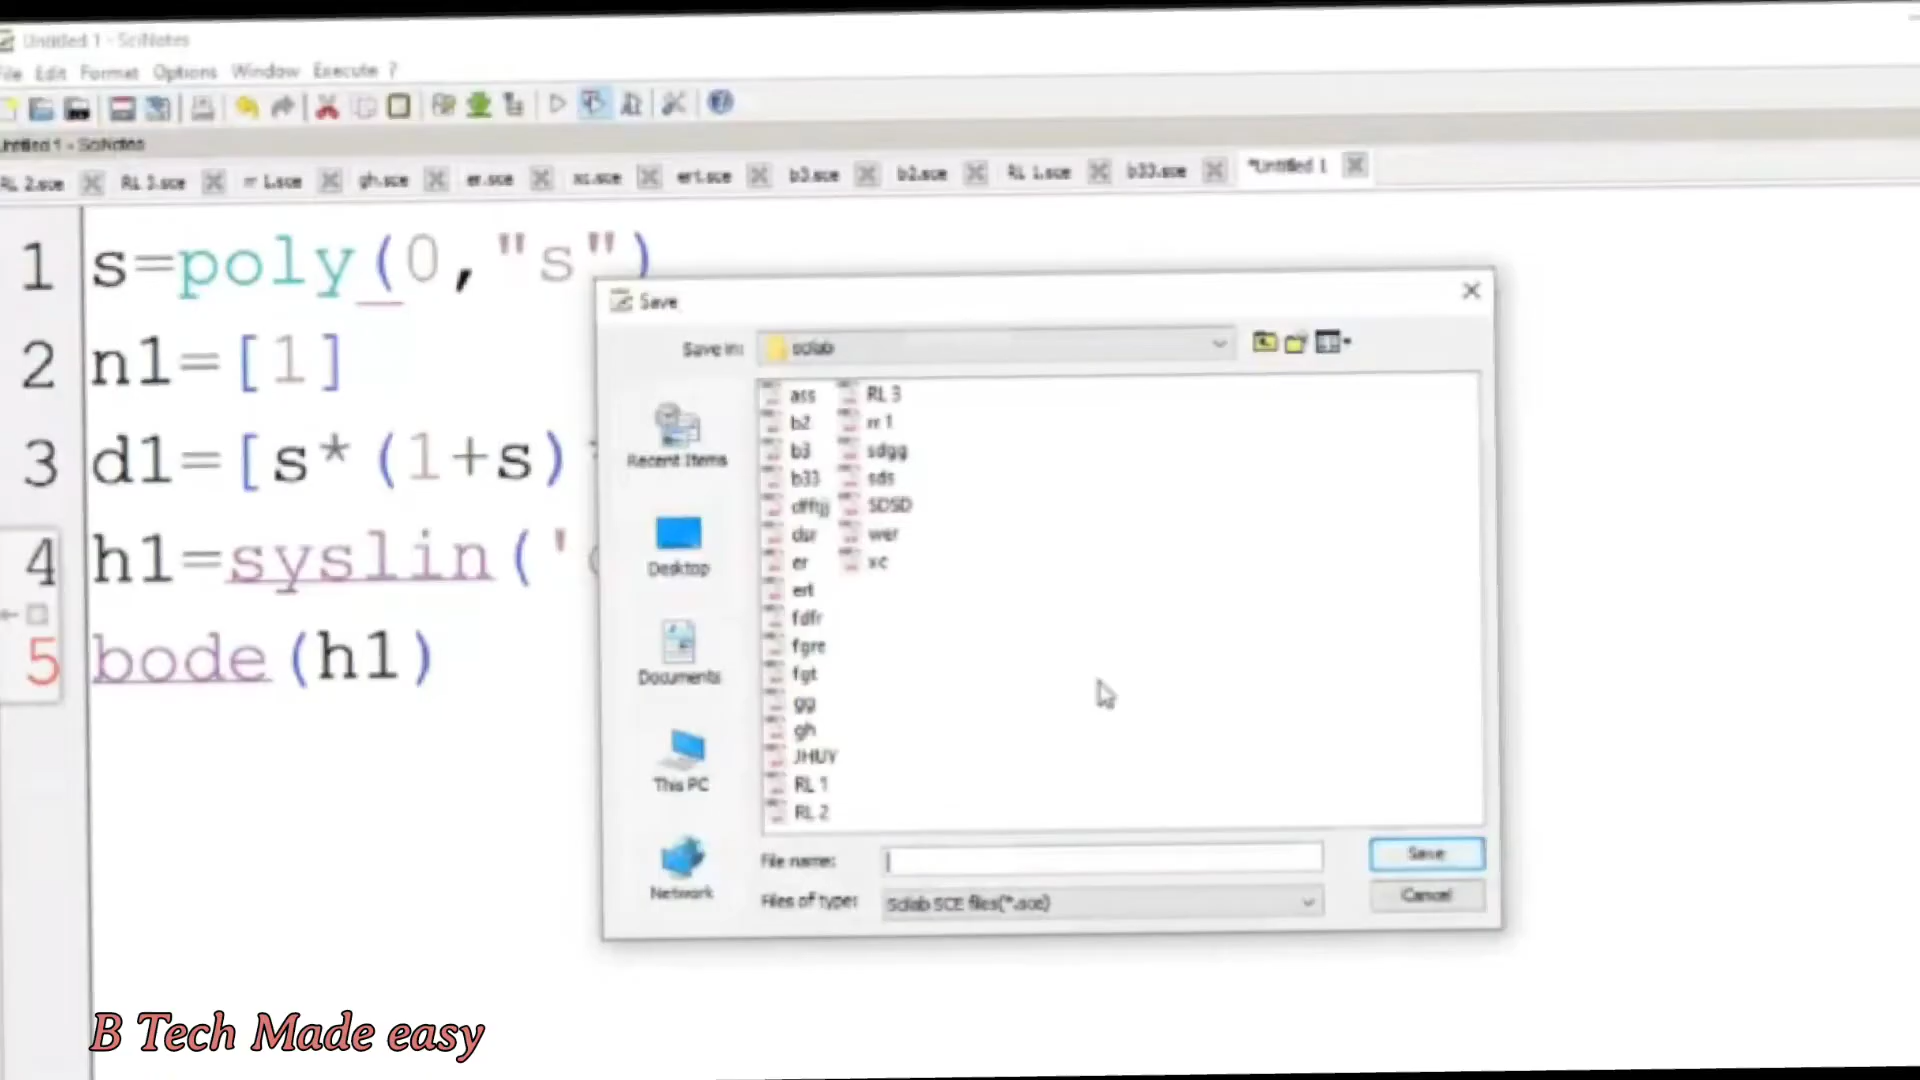 Untitled 1 - SciNotes
File Edit Format Options Window Execute ?
Untitled 1 - SciNotes
RL 2.sce RL 3.sce rr 1.sce gh.sce er.sce xc.sce ert.sce b3.sce b2.sce RL 1.sce b33.sce *Untitled 1
1 s=poly(0,"s")
2 n1=[1]
3 d1=[s*(1+s)
4 h1=syslin('
5 bode(h1)
Save
Save in: scilab
Recent Items
Desktop
Documents
This PC
Network
ass
b2
b3
b33
dfftjj
dsr
er
ert
fdfr
fgre
fgt
gg
gh
JHUY
RL 1
RL 2
RL 3
rr 1
sdgg
sds
SDSD
wer
xc
File name:
Save
Files of type: Scilab SCE files(*.sce)
Cancel
B Tech Made easy